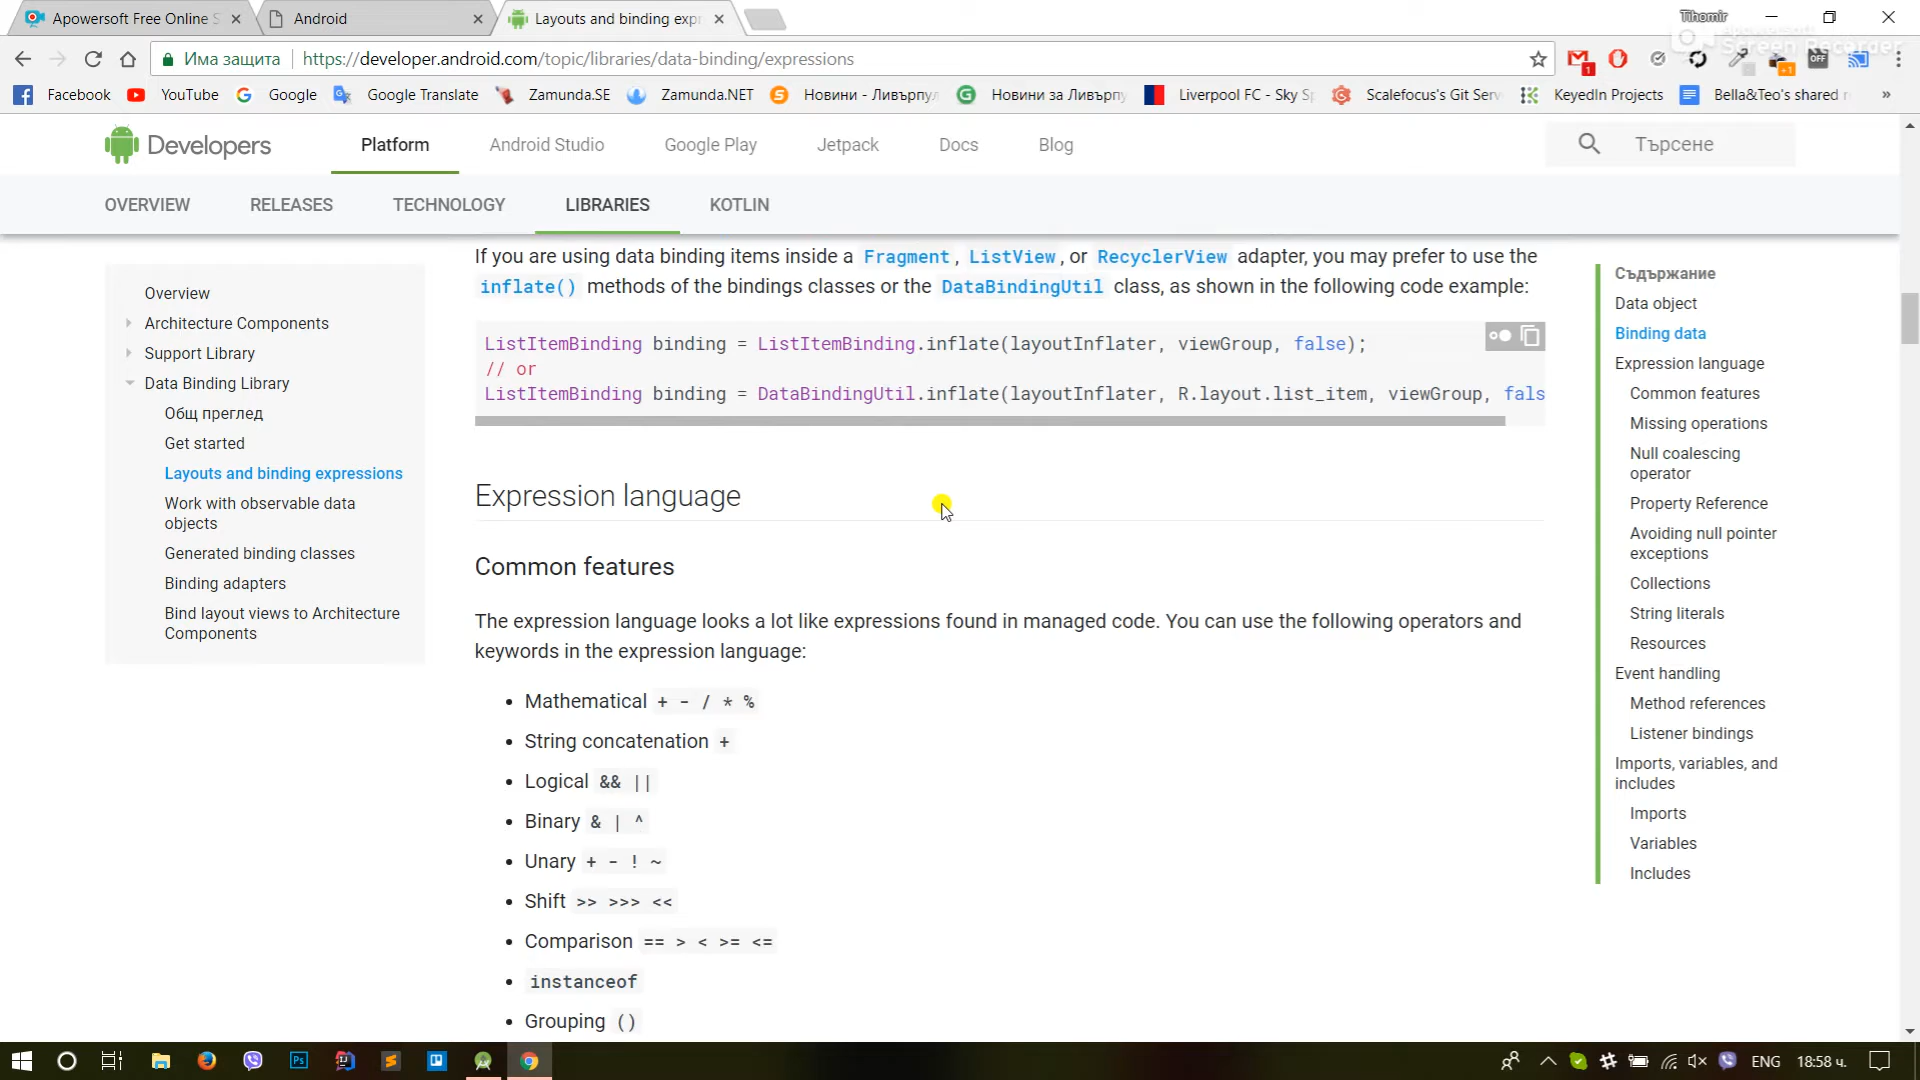 Apowersoft Free Online S
Android
Layouts and binding expr
Tihomir
Има защита
https://developer.android.com/topic/libraries/data-binding/expressions
Facebook
YouTube
Google
Google Translate
Zamunda.SE
Zamunda.NET
Новини - Ливърпул
Новини за Ливърпу
Liverpool FC - Sky Sp
Scalefocus's Git Serv
KeyedIn Projects
Bella&Teo's shared
»
Developers
Platform
Android Studio
Google Play
Jetpack
Docs
Blog
Търсене
OVERVIEW
RELEASES
TECHNOLOGY
LIBRARIES
KOTLIN
Overview
Architecture Components
Support Library
Data Binding Library
Общ преглед
Get started
Layouts and binding expressions
Work with observable data
objects
Generated binding classes
Binding adapters
Bind layout views to Architecture
Components
If you are using data binding items inside a Fragment, ListView, or RecyclerView adapter, you may prefer to use the
inflate() methods of the bindings classes or the DataBindingUtil class, as shown in the following code example:
ListItemBinding binding = ListItemBinding.inflate(layoutInflater, viewGroup, false);
// or
ListItemBinding binding = DataBindingUtil.inflate(layoutInflater, R.layout.list_item, viewGroup, fals
Expression language
Common features
The expression language looks a lot like expressions found in managed code. You can use the following operators and
keywords in the expression language:
• Mathematical + - / * %
• String concatenation +
• Logical && ||
• Binary & | ^
• Unary + - ! ~
• Shift >> >>> <<
• Comparison == > < >= <=
• instanceof
• Grouping ()
Съдържание
Data object
Binding data
Expression language
Common features
Missing operations
Null coalescing
operator
Property Reference
Avoiding null pointer
exceptions
Collections
String literals
Resources
Event handling
Method references
Listener bindings
Imports, variables, and
includes
Imports
Variables
Includes
ENG
18:58 ч.